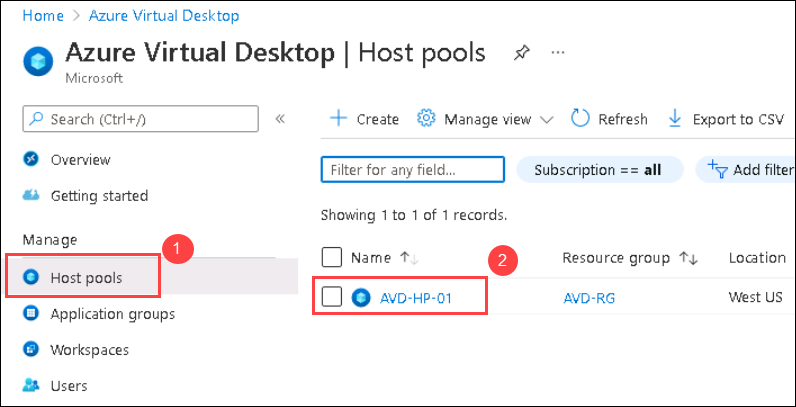 Home > Azure Virtual Desktop
Azure Virtual Desktop | Host pools
Microsoft
Search (Ctrl+/)
Overview
Getting started
Manage
1
Host pools
Application groups
Workspaces
Users
Create Manage view Refresh Export to CSV
Filter for any field... Subscription == all Add filter
Showing 1 to 1 of 1 records.
2
Name Resource group Location
AVD-HP-01 AVD-RG West US